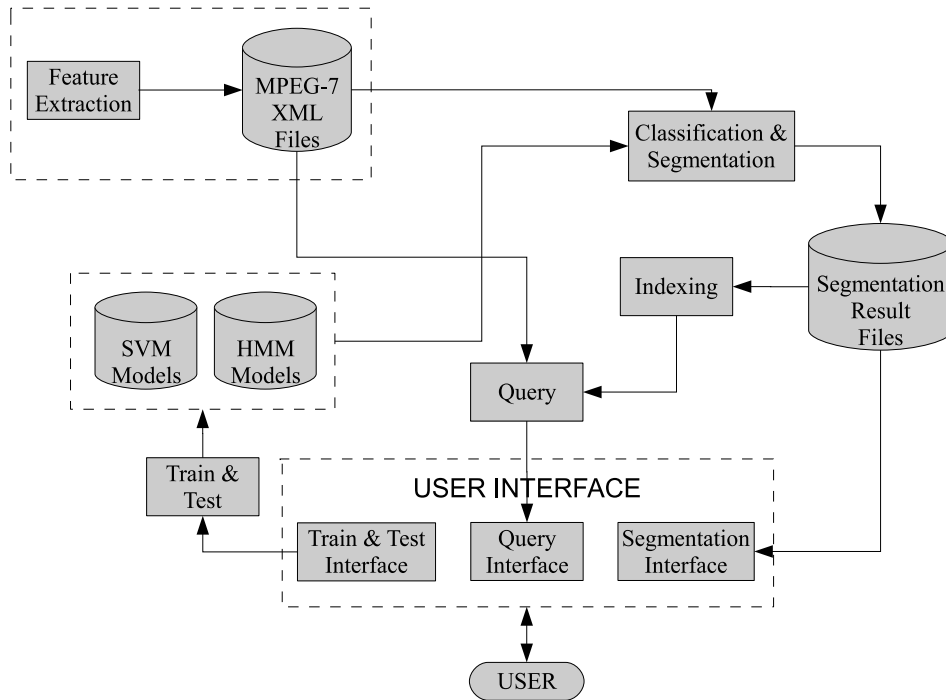 Feature
Extraction
MPEG-7
XML
Files
Classification &
Segmentation
Indexing
Segmentation
Result
Files
SVM
Models
HMM
Models
Query
Train &
Test
USER INTERFACE
Train & Test
Interface
Query
Interface
Segmentation
Interface
USER